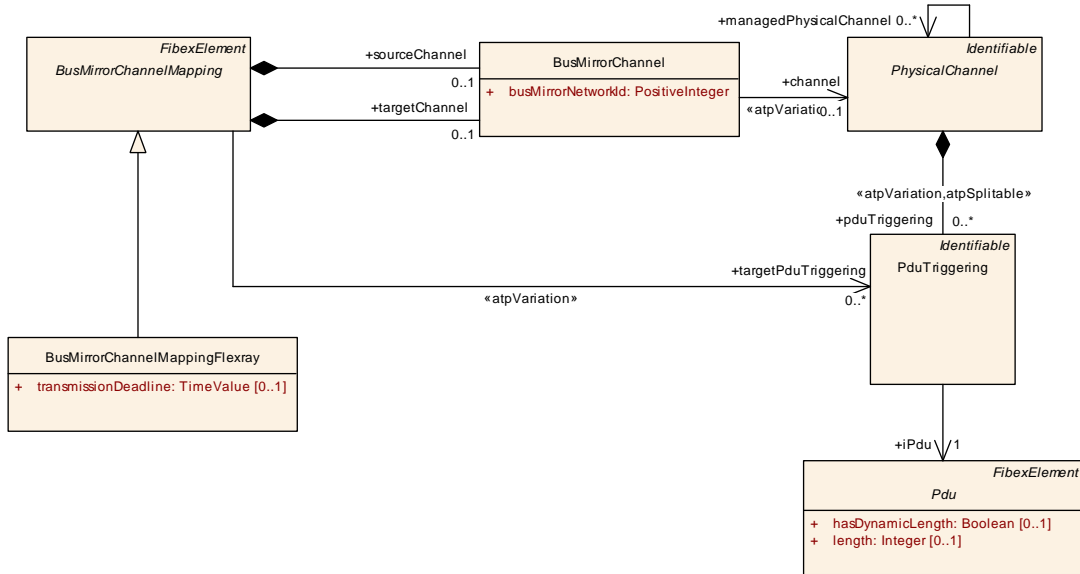 +managedPhysicalChannel 0..*
FibexElement
BusMirrorChannelMapping
+sourceChannel
0..1
+targetChannel
0..1
BusMirrorChannel
+ busMirrorNetworkId: PositiveInteger
+channel
«atpVariatic0..1
Identifiable
PhysicalChannel
«atpVariation,atpSplitable»
+pduTriggering 0..*
Identifiable
PduTriggering
+targetPduTriggering
«atpVariation»
0..*
BusMirrorChannelMappingFlexray
+ transmissionDeadline: TimeValue [0..1]
+iPdu 1
FibexElement
Pdu
+ hasDynamicLength: Boolean [0..1]
+ length: Integer [0..1]